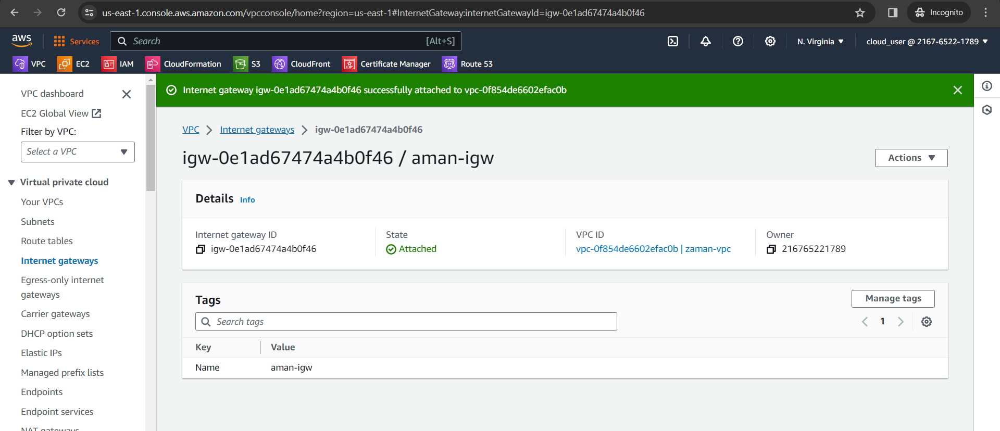 us-east-1.console.aws.amazon.com/vpcconsole/home?region=us-east-1#InternetGateway:internetGatewayId=igw-0e1ad67474a4b0f46
Incognito
aws
Services
Search
[Alt+S]
N. Virginia
cloud_user @ 2167-6522-1789
VPC
EC2
IAM
CloudFormation
S3
CloudFront
Certificate Manager
Route 53
VPC dashboard
EC2 Global View
Filter by VPC:
Select a VPC
Virtual private cloud
Your VPCs
Subnets
Route tables
Internet gateways
Egress-only internet
gateways
Carrier gateways
DHCP option sets
Elastic IPs
Managed prefix lists
Endpoints
Endpoint services
NAT gateways
Internet gateway igw-0e1ad67474a4b0f46 successfully attached to vpc-0f854de6602efac0b
VPC
Internet gateways
igw-0e1ad67474a4b0f46
igw-0e1ad67474a4b0f46 / aman-igw
Actions
Details Info
Internet gateway ID
igw-0e1ad67474a4b0f46
State
Attached
VPC ID
vpc-0f854de6602efac0b | zaman-vpc
Owner
216765221789
Tags
Manage tags
Search tags
1
Key
Value
Name
aman-igw